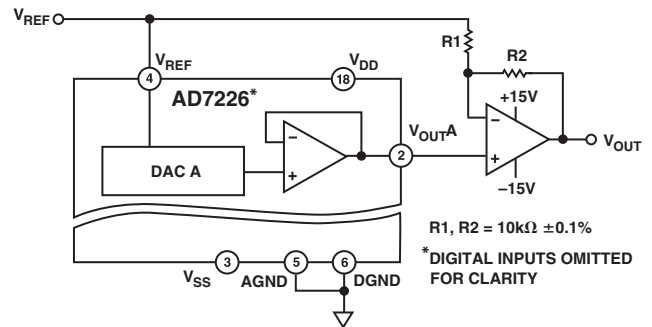 VREF
R1
R2
VREF
4
VDD
18
AD7226*
+15V
VOUTA
2
VOUT
DAC A
–
+
–
+
–15V
R1, R2 = 10kΩ ±0.1%
*DIGITAL INPUTS OMITTED
FOR CLARITY
VSS
3
AGND
5
6
DGND